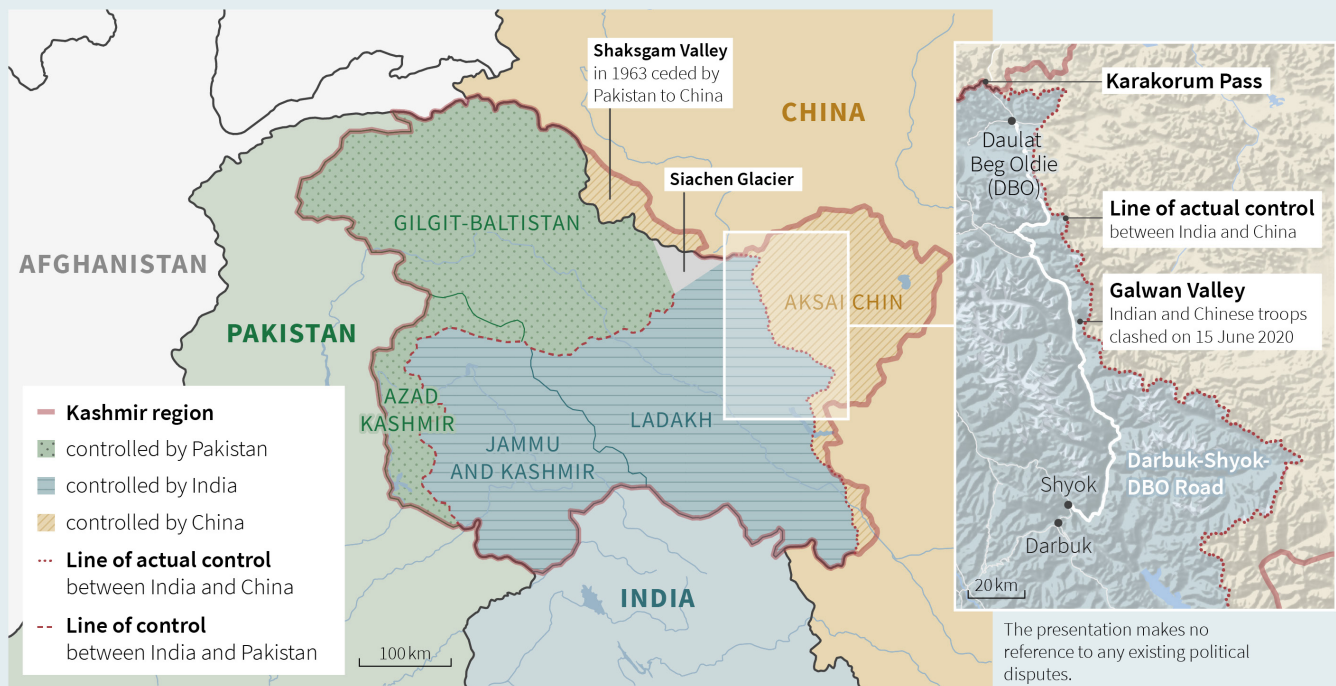 Shaksgam Valley
in 1963 ceded by
Pakistan to China
CHINA
Siachen Glacier
GILGIT-BALTISTAN
AFGHANISTAN
AKSAI CHIN
PAKISTAN
AZAD
KASHMIR
LADAKH
JAMMU
AND KASHMIR
INDIA
Kashmir region
controlled by Pakistan
controlled by India
controlled by China
Line of actual control
between India and China
Line of control
between India and Pakistan
100 km
Karakorum Pass
Daulat
Beg Oldie
(DBO)
Line of actual control
between India and China
Galwan Valley
Indian and Chinese troops
clashed on 15 June 2020
Darbuk-Shyok-
DBO Road
Shyok
Darbuk
20 km
The presentation makes no
reference to any existing political
disputes.